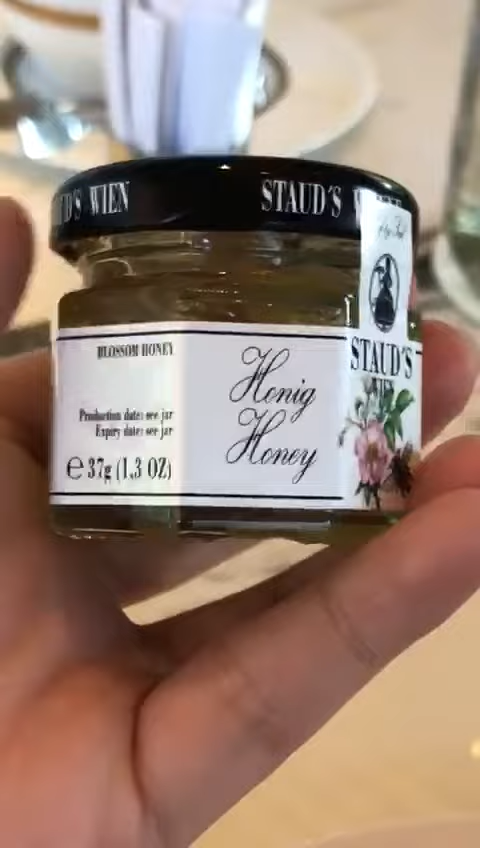 D'S WIEN
STAUD'S
BLOSSOM HONEY
Production date: see jar
Expiry date: see jar
℮ 37g (1,3 OZ)
Honig
Honey
STAUD'S
WIEN